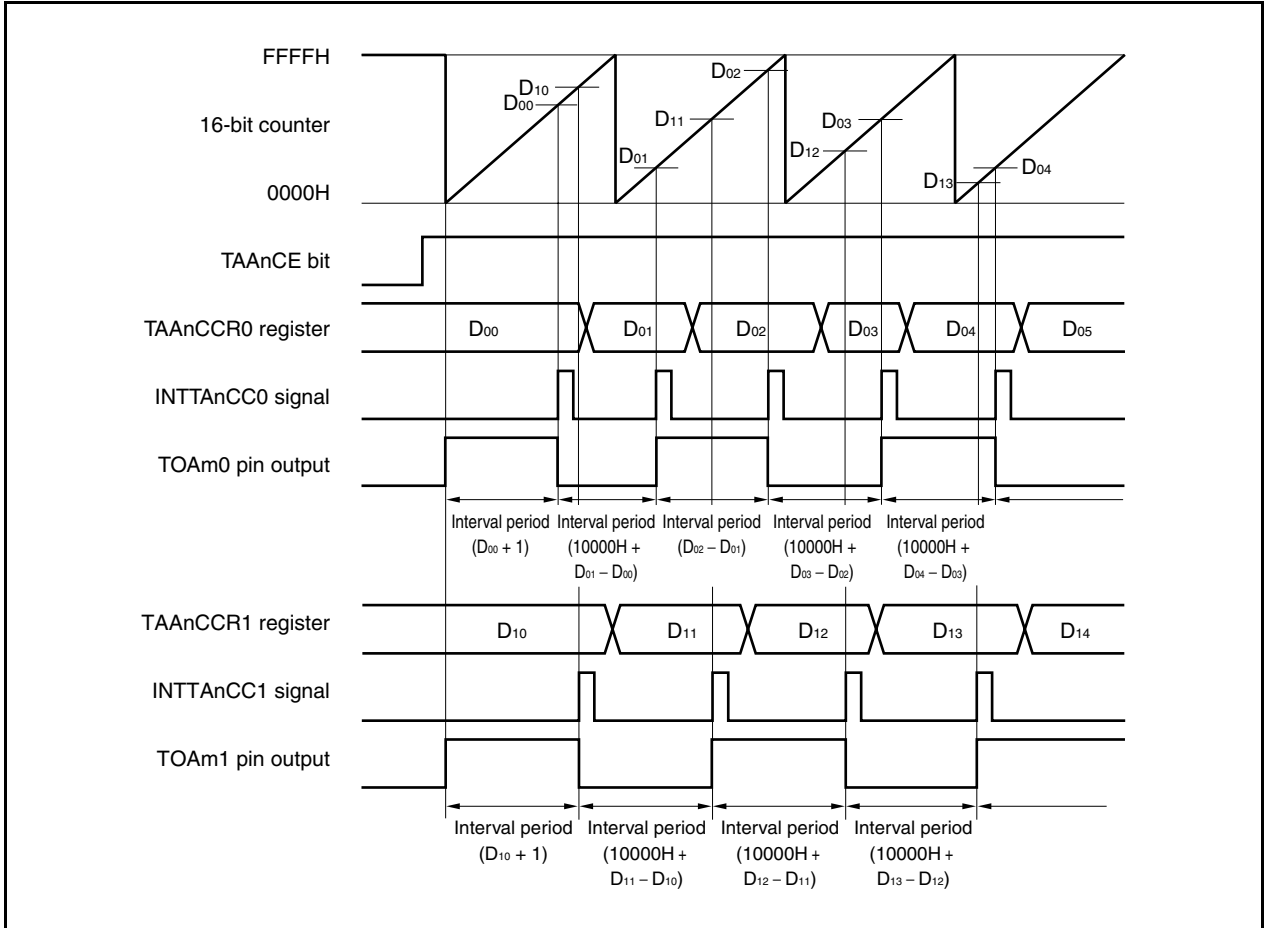 FFFFH
16-bit counter
0000H
D10
D00
D01
D11
D02
D12
D03
D13
D04
TAAnCE bit
TAAnCCR0 register
D00
D01
D02
D03
D04
D05
INTTAnCC0 signal
TOAm0 pin output
Interval period
(D00 + 1)
Interval period
(10000H +
D01 – D00)
Interval period
(D02 – D01)
Interval period
(10000H +
D03 – D02)
Interval period
(10000H +
D04 – D03)
TAAnCCR1 register
D10
D11
D12
D13
D14
INTTAnCC1 signal
TOAm1 pin output
Interval period
(D10 + 1)
Interval period
(10000H +
D11 – D10)
Interval period
(10000H +
D12 – D11)
Interval period
(10000H +
D13 – D12)